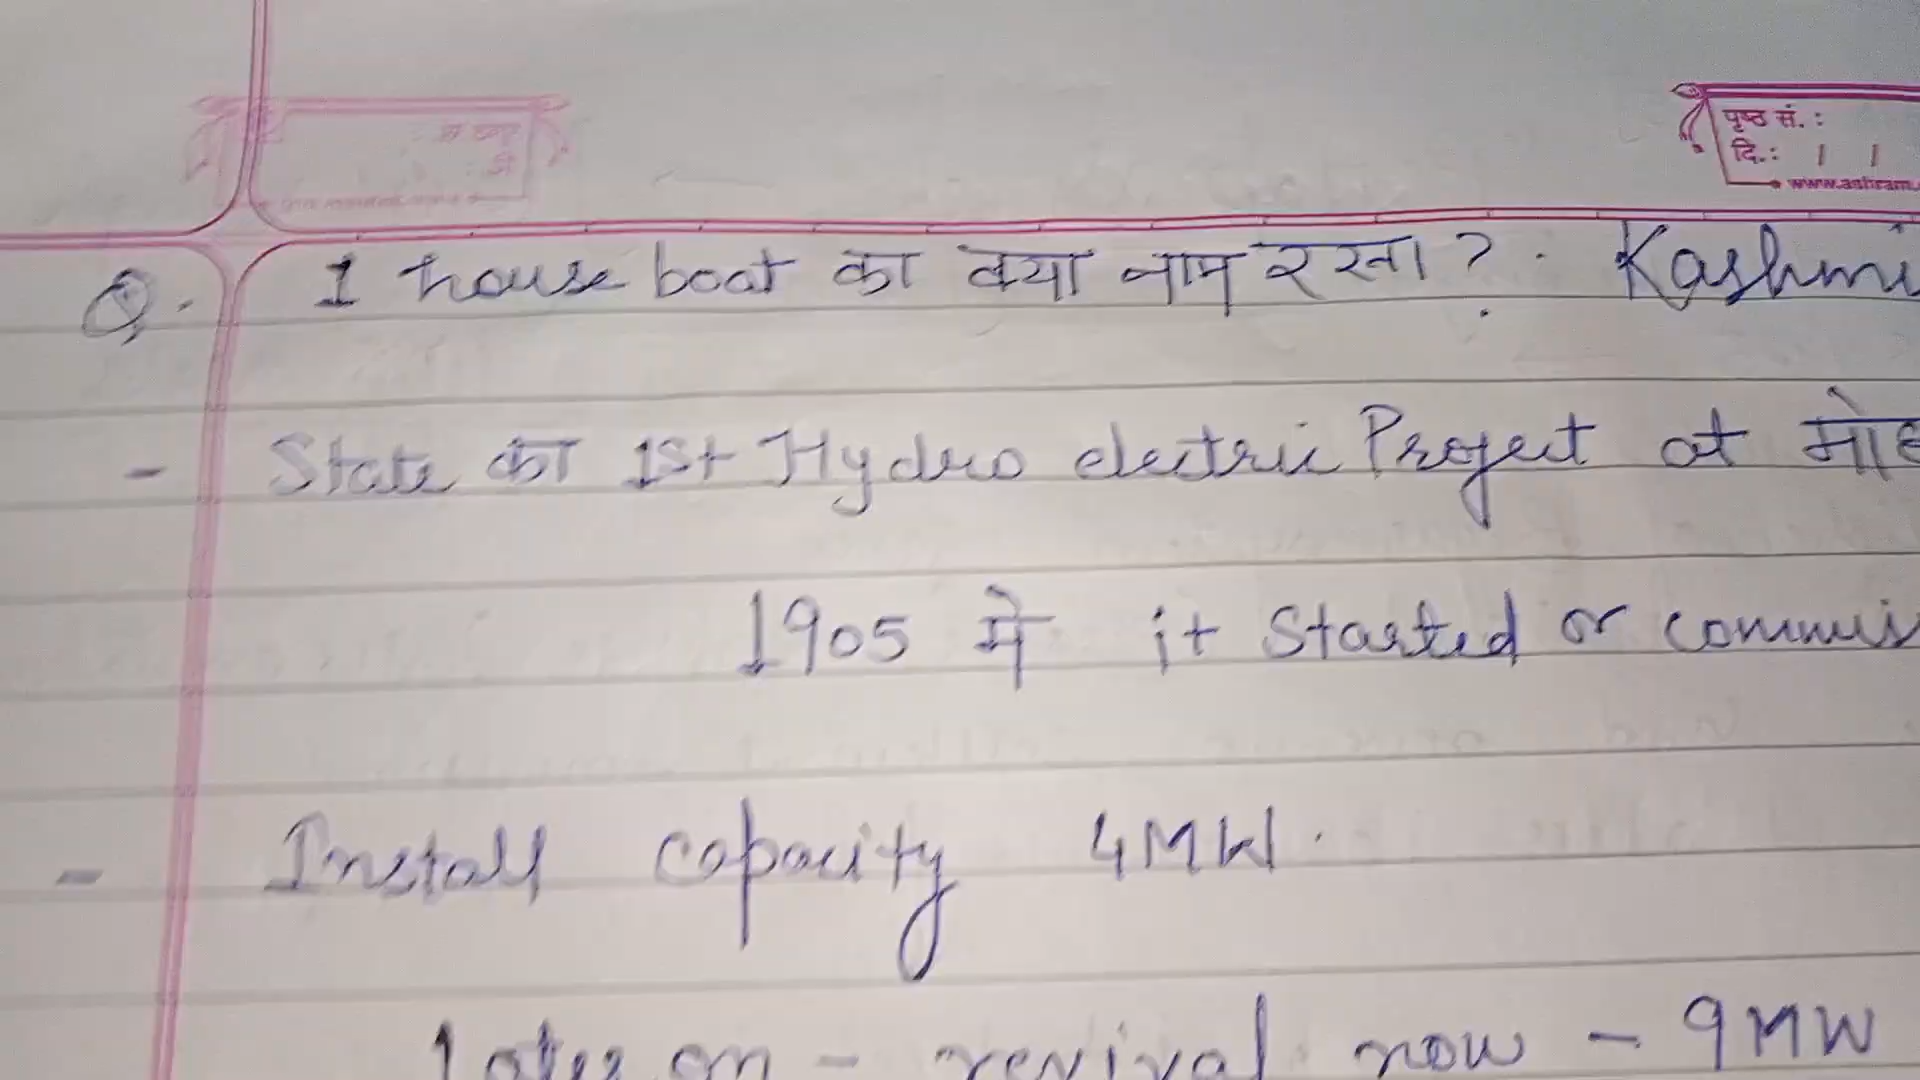 पृष्ठ सं. :
दि.: / /
Q. 1 house boat का क्या नाम रखा? Kashmi
- State का 1st Hydro electric Project at
1905 में it started or commis
- Install capacity 4MW.
later on - revival now - 9MW